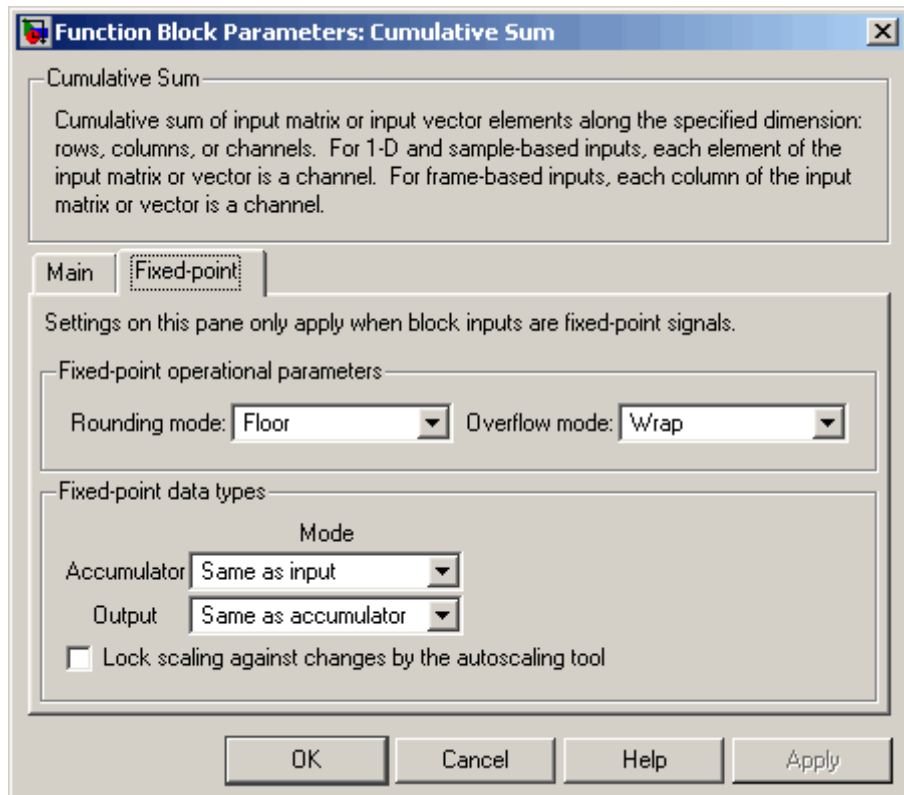 Function Block Parameters: Cumulative Sum
Cumulative Sum
Cumulative sum of input matrix or input vector elements along the specified dimension:
rows, columns, or channels.  For 1-D and sample-based inputs, each element of the
input matrix or vector is a channel.  For frame-based inputs, each column of the input
matrix or vector is a channel.
Main Fixed-point
Settings on this pane only apply when block inputs are fixed-point signals.
Fixed-point operational parameters
Rounding mode: Floor Overflow mode: Wrap
Fixed-point data types
Mode
Accumulator Same as input
Output Same as accumulator
Lock scaling against changes by the autoscaling tool
OK Cancel Help Apply